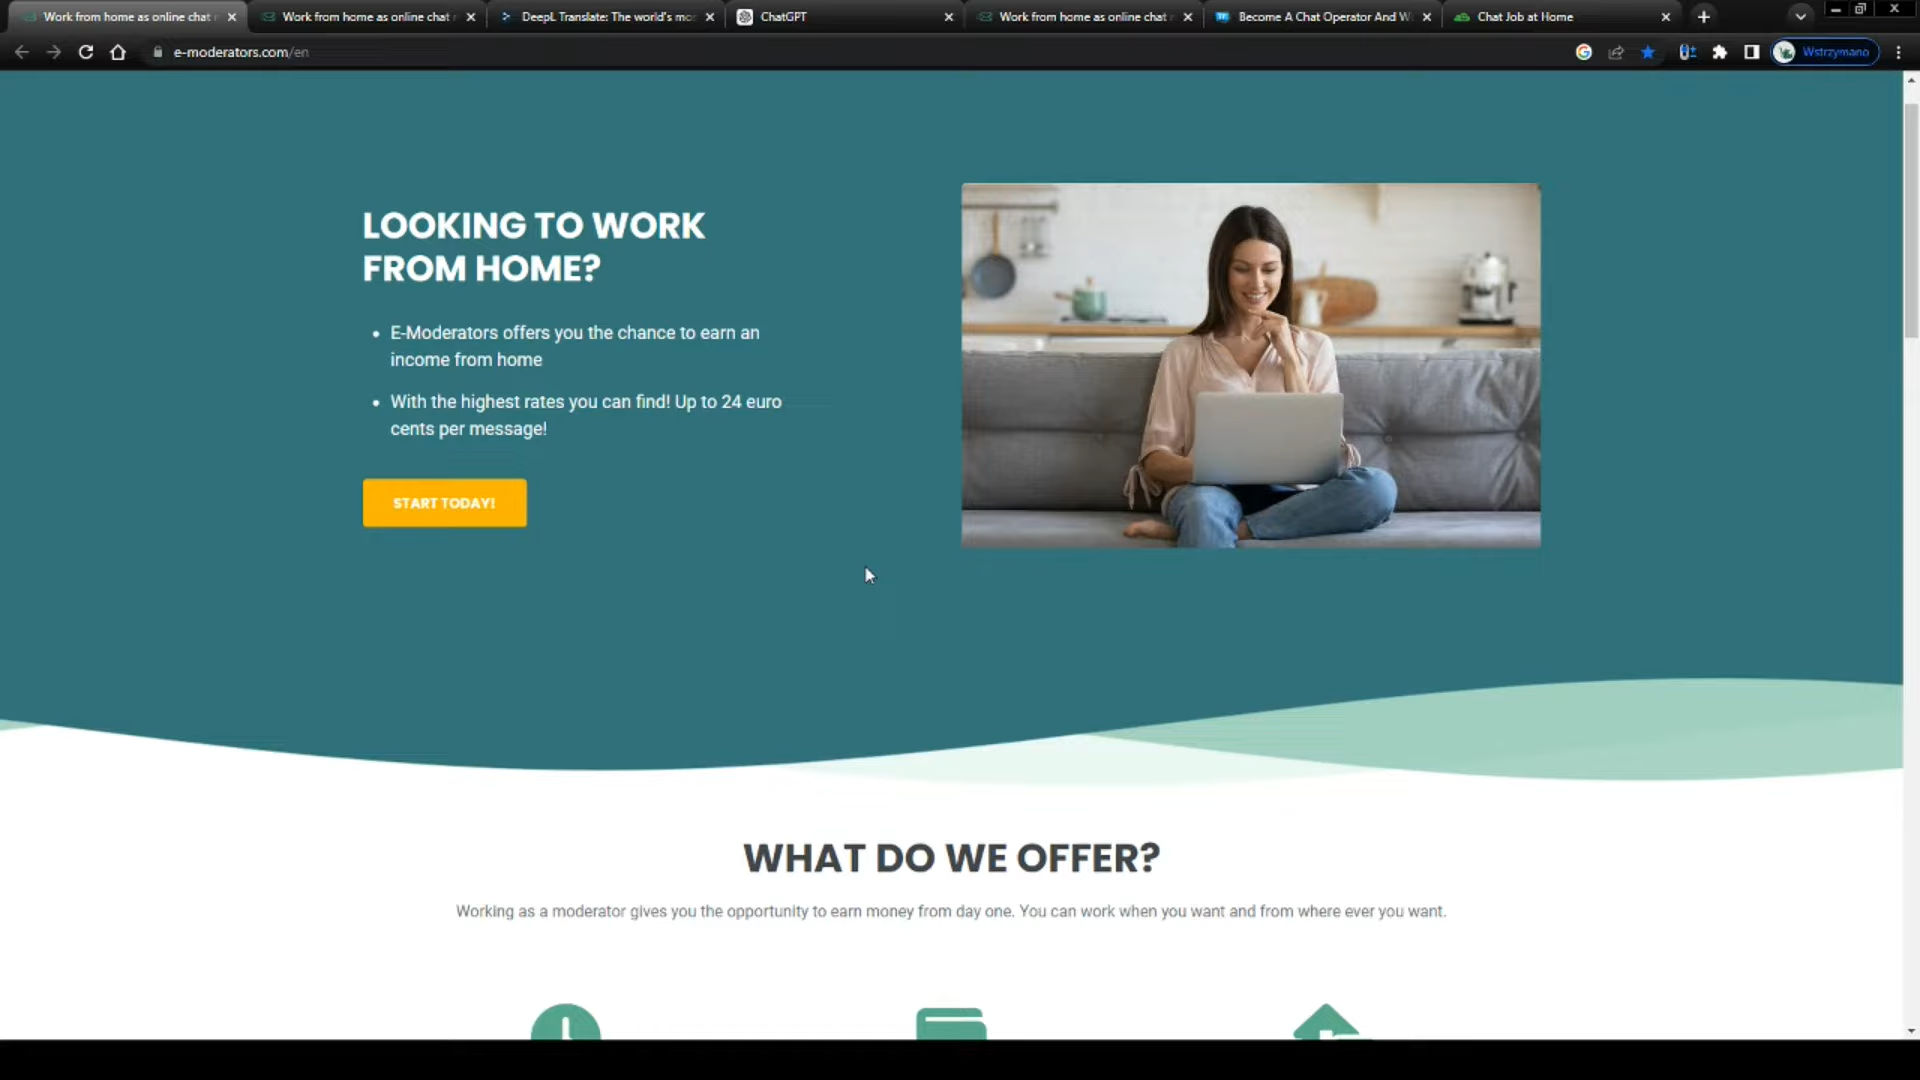 Work from home as online chat
Work from home as online chat
DeepL Translate: The world's mo
ChatGPT
Work from home as online chat
Become A Chat Operator And W
Chat Job at Home
e-moderators.com/en
Wstrzymano
LOOKING TO WORK
FROM HOME?
• E-Moderators offers you the chance to earn an
income from home
• With the highest rates you can find! Up to 24 euro
cents per message!
START TODAY!
WHAT DO WE OFFER?
Working as a moderator gives you the opportunity to earn money from day one. You can work when you want and from where ever you want.